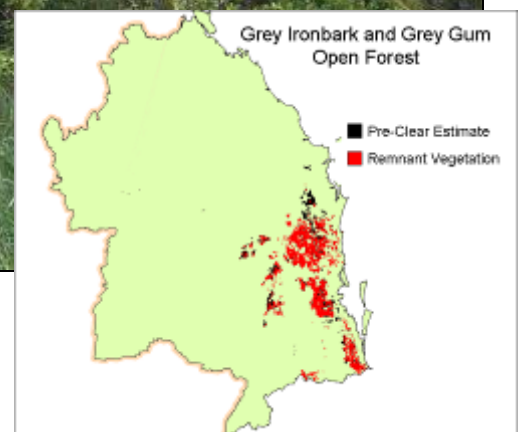 Grey Ironbark and Grey Gum
Open Forest
Pre-Clear Estimate
Remnant Vegetation